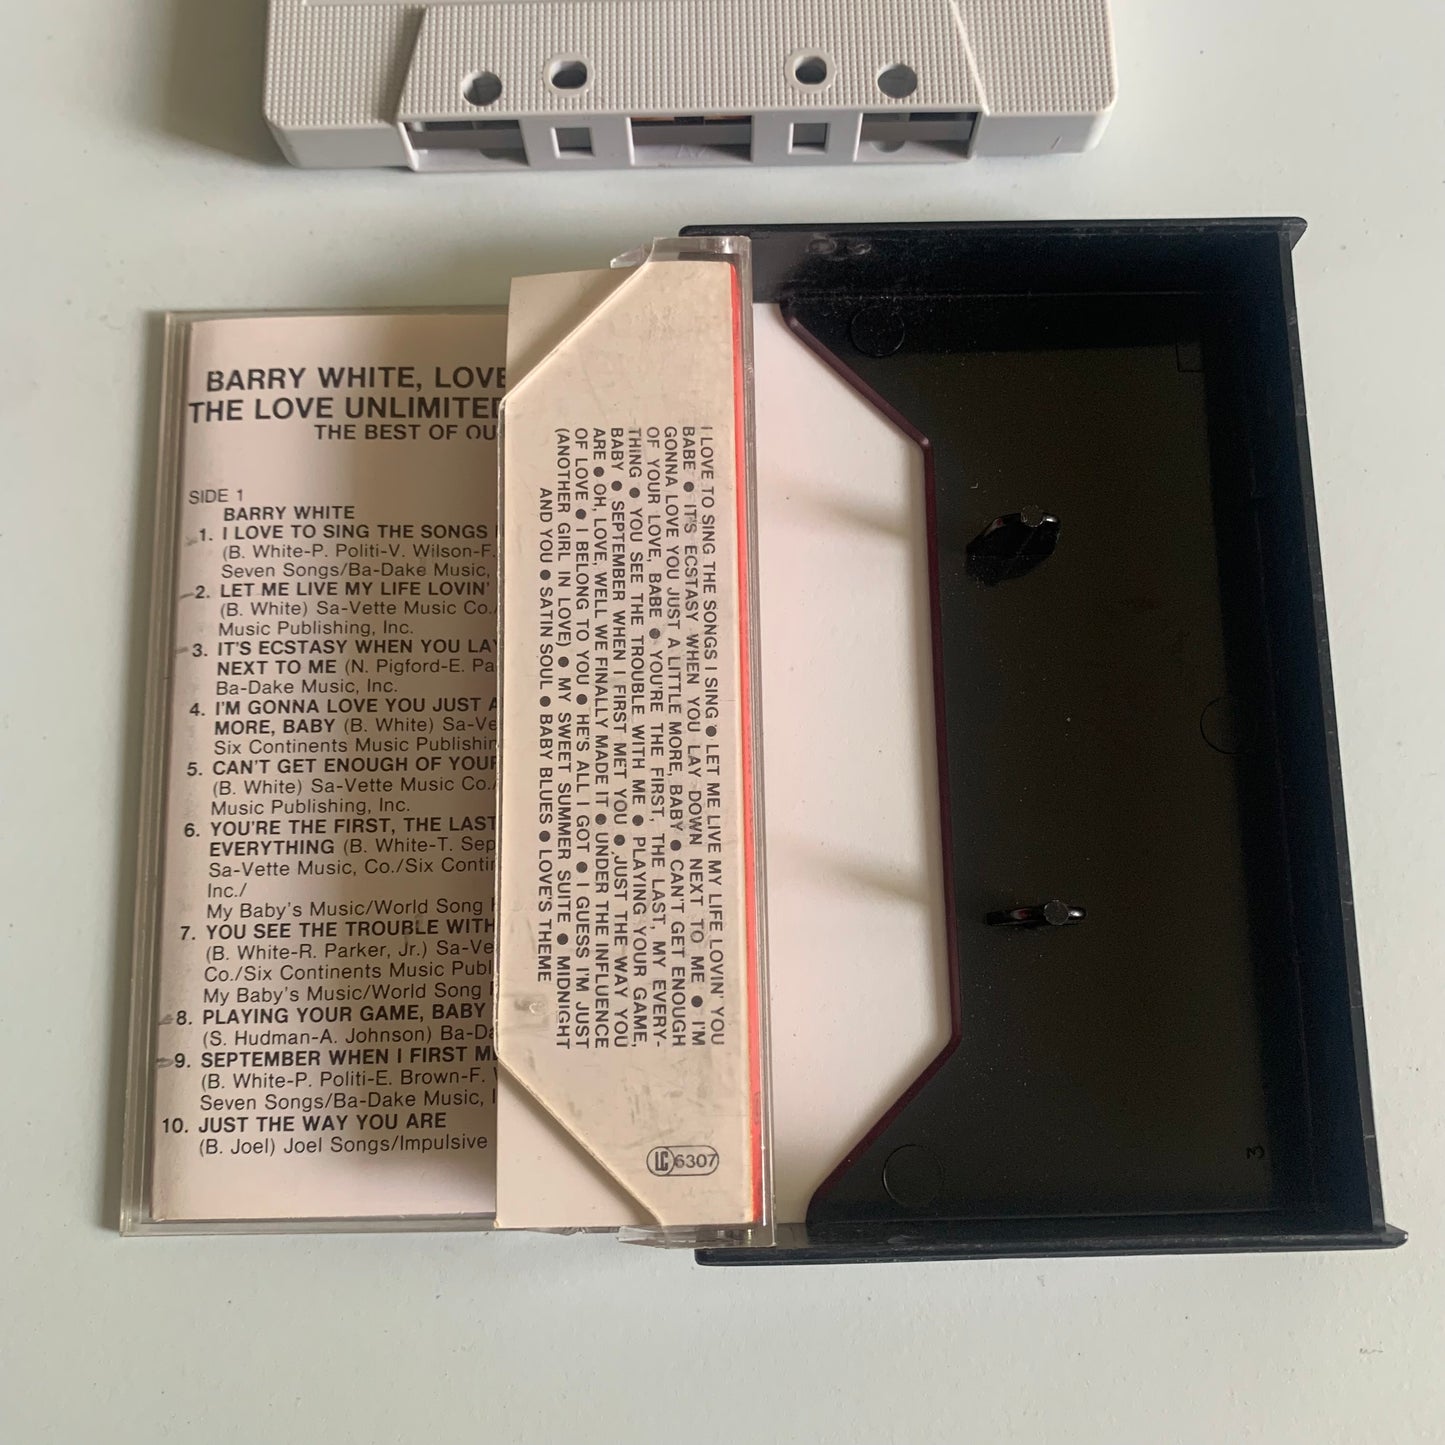 BARRY WHITE, LOVE
THE LOVE UNLIMITED
THE BEST OF OU
SIDE 1
BARRY WHITE
1. I LOVE TO SING THE SONGS I
(B. White-P. Politi-V. Wilson-F.
Seven Songs/Ba-Dake Music,
2. LET ME LIVE MY LIFE LOVIN'
(B. White) Sa-Vette Music Co./
Music Publishing, Inc.
3. IT'S ECSTASY WHEN YOU LAY
NEXT TO ME (N. Pigford-E. Pa
Ba-Dake Music, Inc.
4. I'M GONNA LOVE YOU JUST A
MORE, BABY (B. White) Sa-Ve
Six Continents Music Publishin
5. CAN'T GET ENOUGH OF YOUR
(B. White) Sa-Vette Music Co./
Music Publishing, Inc.
6. YOU'RE THE FIRST, THE LAST
EVERYTHING (B. White-T. Sep
Sa-Vette Music, Co./Six Contin
Inc./
My Baby's Music/World Song
7. YOU SEE THE TROUBLE WITH
(B. White-R. Parker, Jr.) Sa-Ve
Co./Six Continents Music Publ
My Baby's Music/World Song
8. PLAYING YOUR GAME, BABY
(S. Hudman-A. Johnson) Ba-Da
9. SEPTEMBER WHEN I FIRST ME
(B. White-P. Politi-E. Brown-F.
Seven Songs/Ba-Dake Music, I
10. JUST THE WAY YOU ARE
(B. Joel) Joel Songs/Impulsive
I LOVE TO SING THE SONGS I SING ● LET ME LIVE MY LIFE LOVIN' YOU
BABE ● IT'S ECSTASY WHEN YOU LAY DOWN NEXT TO ME ● I'M
GONNA LOVE YOU JUST A LITTLE MORE, BABY ● CAN'T GET ENOUGH
OF YOUR LOVE, BABE ● YOU'RE THE FIRST, THE LAST, MY EVERY-
THING ● YOU SEE THE TROUBLE WITH ME ● PLAYING YOUR GAME,
BABY ● SEPTEMBER WHEN I FIRST MET YOU ● JUST THE WAY YOU
ARE ● OH, LOVE, WELL WE FINALLY MADE IT ● UNDER THE INFLUENCE
OF LOVE ● I BELONG TO YOU ● HE'S ALL I GOT ● I GUESS I'M JUST
(ANOTHER GIRL IN LOVE) ● MY SWEET SUMMER SUITE ● MIDNIGHT
AND YOU ● SATIN SOUL ● BABY BLUES ● LOVE'S THEME
LC 6307
3